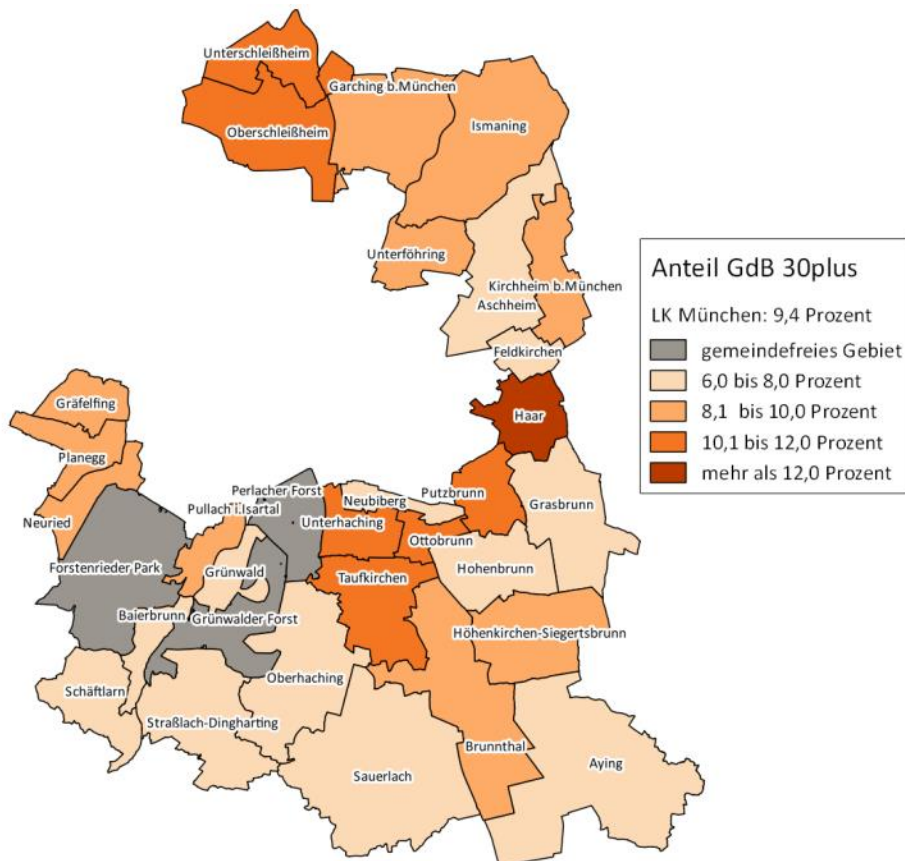 Unterschleißheim
Garching b.München
Oberschleißheim
Ismaning
Unterföhring
Kirchheim b.München
Aschheim
Feldkirchen
Haar
Gräfelfing
Planegg
Neuried
Perlacher Forst
Pullach i.Isartal
Neubiberg
Putzbrunn
Unterhaching
Grasbrunn
Ottobrunn
Forstenrieder Park
Grünwald
Taufkirchen
Hohenbrunn
Baierbrunn
Grünwalder Forst
Höhenkirchen-Siegertsbrunn
Oberhaching
Schäftlarn
Straßlach-Dingharting
Brunnthal
Sauerlach
Aying
Anteil GdB 30plus
LK München: 9,4 Prozent
gemeindefreies Gebiet
6,0 bis 8,0 Prozent
8,1 bis 10,0 Prozent
10,1 bis 12,0 Prozent
mehr als 12,0 Prozent